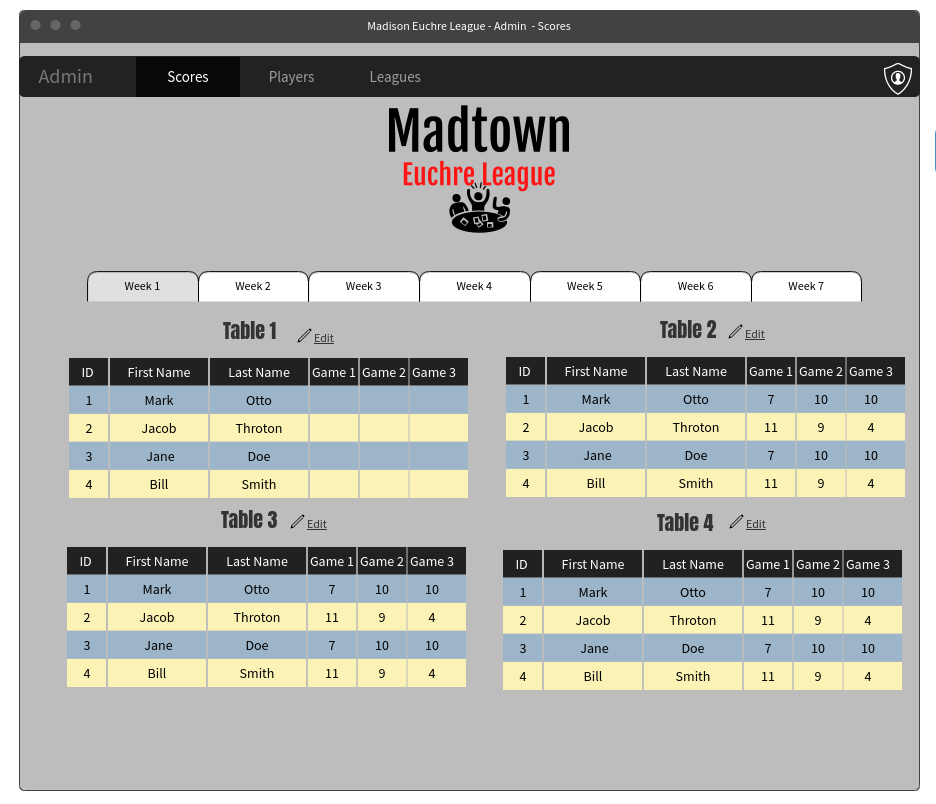 Madison Euchre League - Admin - Scores
Admin Scores Players Leagues
Madtown
Euchre League
Week 1 Week 2 Week 3 Week 4 Week 5 Week 6 Week 7
Table 1 Edit
ID First Name Last Name Game 1 Game 2 Game 3
1 Mark Otto
2 Jacob Throton
3 Jane Doe
4 Bill Smith
Table 2 Edit
ID First Name Last Name Game 1 Game 2 Game 3
1 Mark Otto 7 10 10
2 Jacob Throton 11 9 4
3 Jane Doe 7 10 10
4 Bill Smith 11 9 4
Table 3 Edit
ID First Name Last Name Game 1 Game 2 Game 3
1 Mark Otto 7 10 10
2 Jacob Throton 11 9 4
3 Jane Doe 7 10 10
4 Bill Smith 11 9 4
Table 4 Edit
ID First Name Last Name Game 1 Game 2 Game 3
1 Mark Otto 7 10 10
2 Jacob Throton 11 9 4
3 Jane Doe 7 10 10
4 Bill Smith 11 9 4